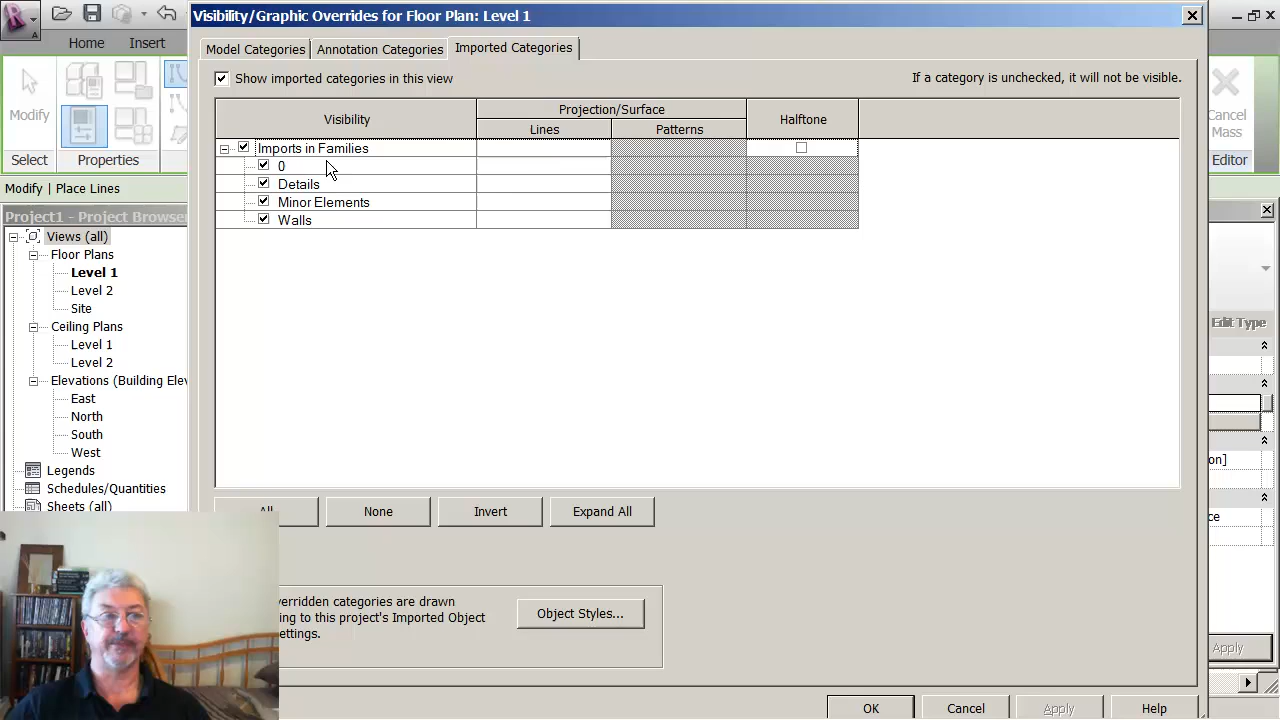 Visibility/Graphic Overrides for Floor Plan: Level 1
Home
Insert
Model Categories
Annotation Categories
Imported Categories
Show imported categories in this view
If a category is unchecked, it will not be visible.
Modify
Select
Properties
Cancel
Mass
Editor
Visibility
Projection/Surface
Lines
Patterns
Halftone
Imports in Families
0
Details
Minor Elements
Walls
Modify | Place Lines
Project1 - Project Browser
Views (all)
Floor Plans
Level 1
Level 2
Site
Ceiling Plans
Level 1
Level 2
Elevations (Building Elev
East
North
South
West
Legends
Schedules/Quantities
Sheets (all)
Edit Type
on]
ce
All
None
Invert
Expand All
verridden categories are drawn
ng to this project's Imported Object
ettings.
Object Styles...
Apply
OK
Cancel
Apply
Help